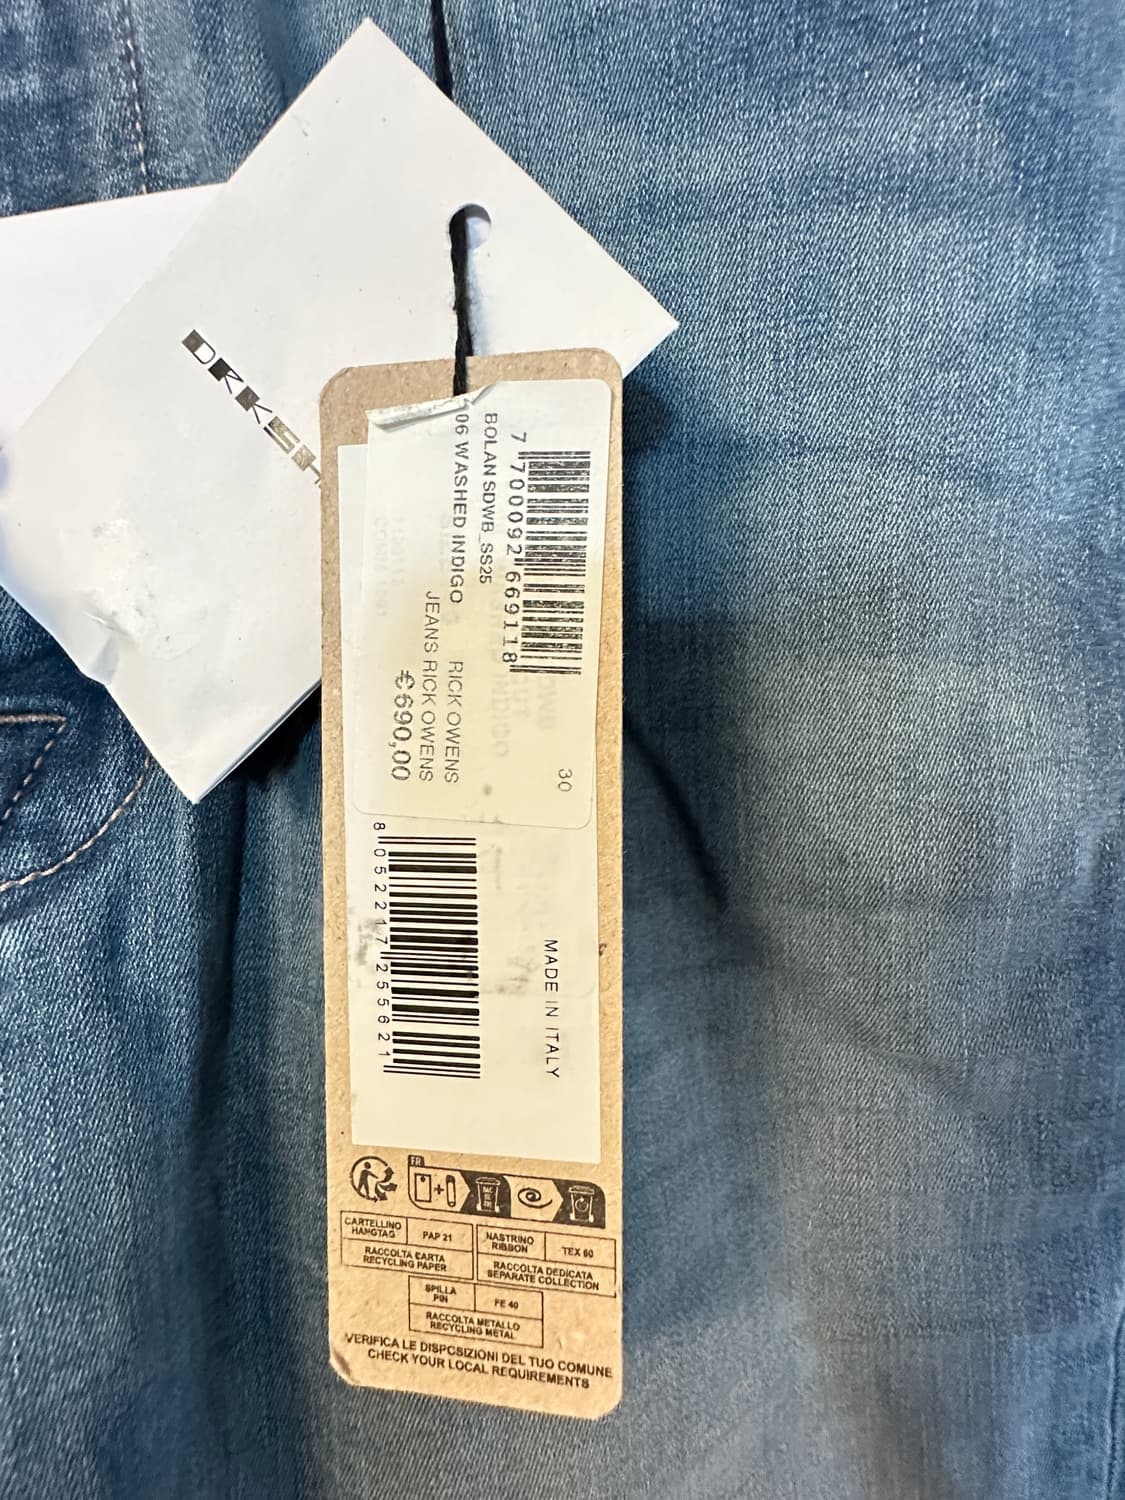 DRKSH
7 700092 669118
BOLANSDWB_SS25
06 WASHED INDIGO
RICK OWENS
JEANS RICK OWENS
€690,00
30
8 052217 255621
MADE IN ITALY
FR
CARTELLINO
HANGTAG
PAP 21
RACCOLTA CARTA
RECYCLING PAPER
NASTRINO
RIBBON
TEX 60
RACCOLTA DEDICATA
SEPARATE COLLECTION
SPILLA
PIN
FE 40
RACCOLTA METALLO
RECYCLING METAL
VERIFICA LE DISPOSIZIONI DEL TUO COMUNE
CHECK YOUR LOCAL REQUIREMENTS